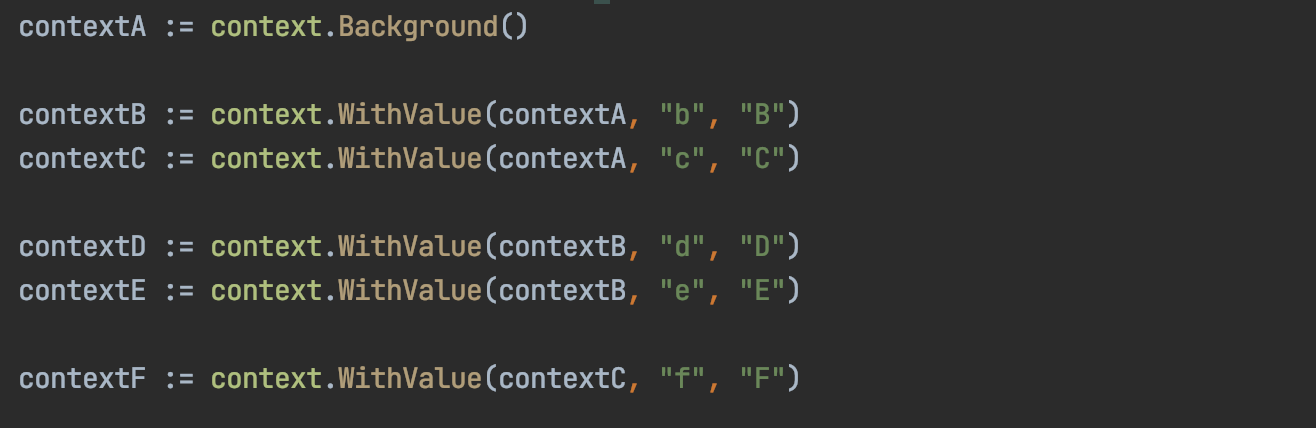 contextA := context.Background()
contextB := context.WithValue(contextA, "b", "B")
contextC := context.WithValue(contextA, "c", "C")
contextD := context.WithValue(contextB, "d", "D")
contextE := context.WithValue(contextB, "e", "E")
contextF := context.WithValue(contextC, "f", "F")